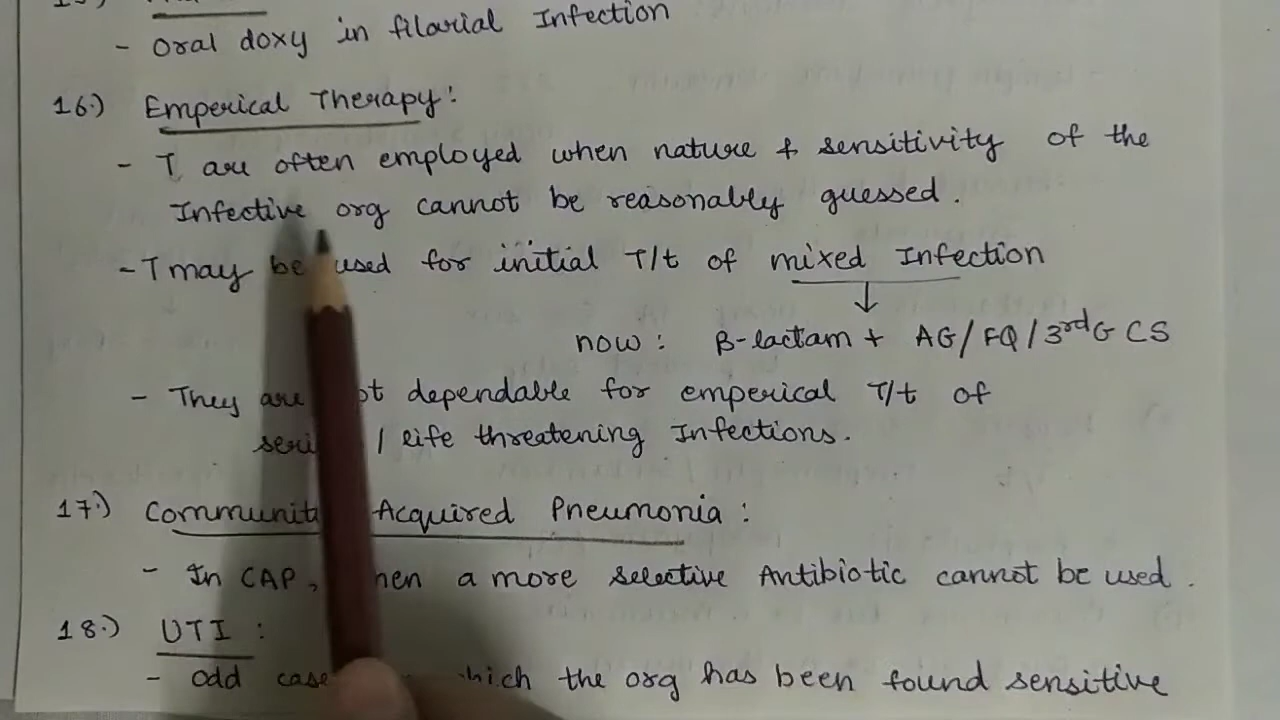 - Oral doxy in filarial Infection
16.) Emperical Therapy:
- T are often employed when nature & sensitivity of the
Infective org cannot be reasonably guessed.
- T may be used for initial T/t of mixed Infection
↓
now: β-lactam + AG/FQ/3rdG CS
- They are dependable for emperical T/t of
/ life threatening Infections.
17.) Acquired Pneumonia:
- In CAP, a more selective Antibiotic cannot be used.
18.) UTI:
- odd the org has been found sensitive